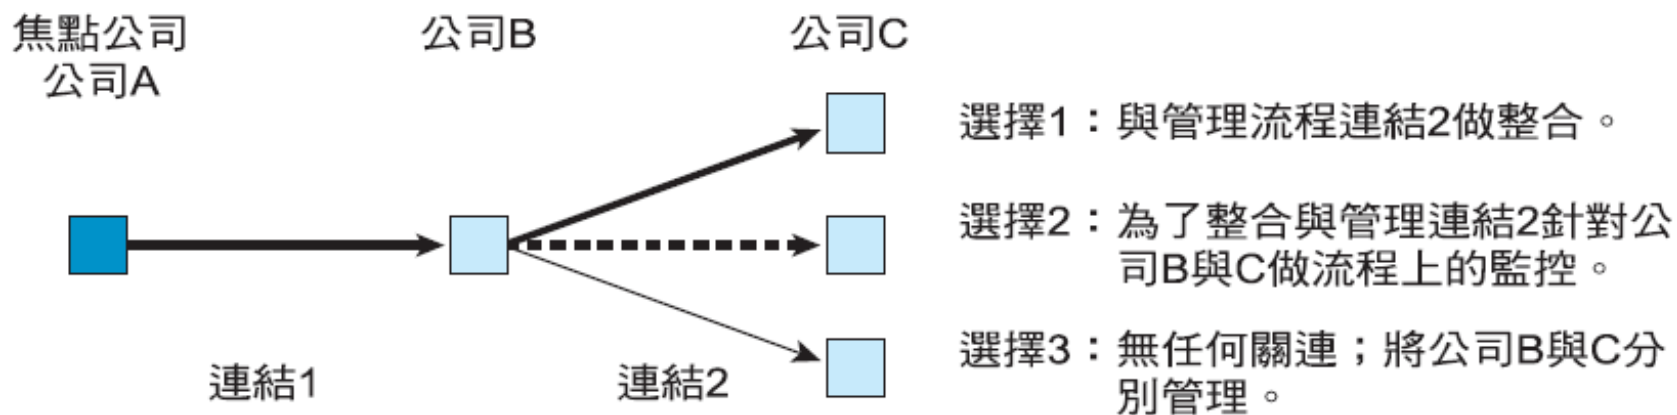 焦點公司
公司A
公司B
公司C
選擇1：與管理流程連結2做整合。
選擇2：為了整合與管理連結2針對公
司B與C做流程上的監控。
選擇3：無任何關連；將公司B與C分
別管理。
連結1
連結2